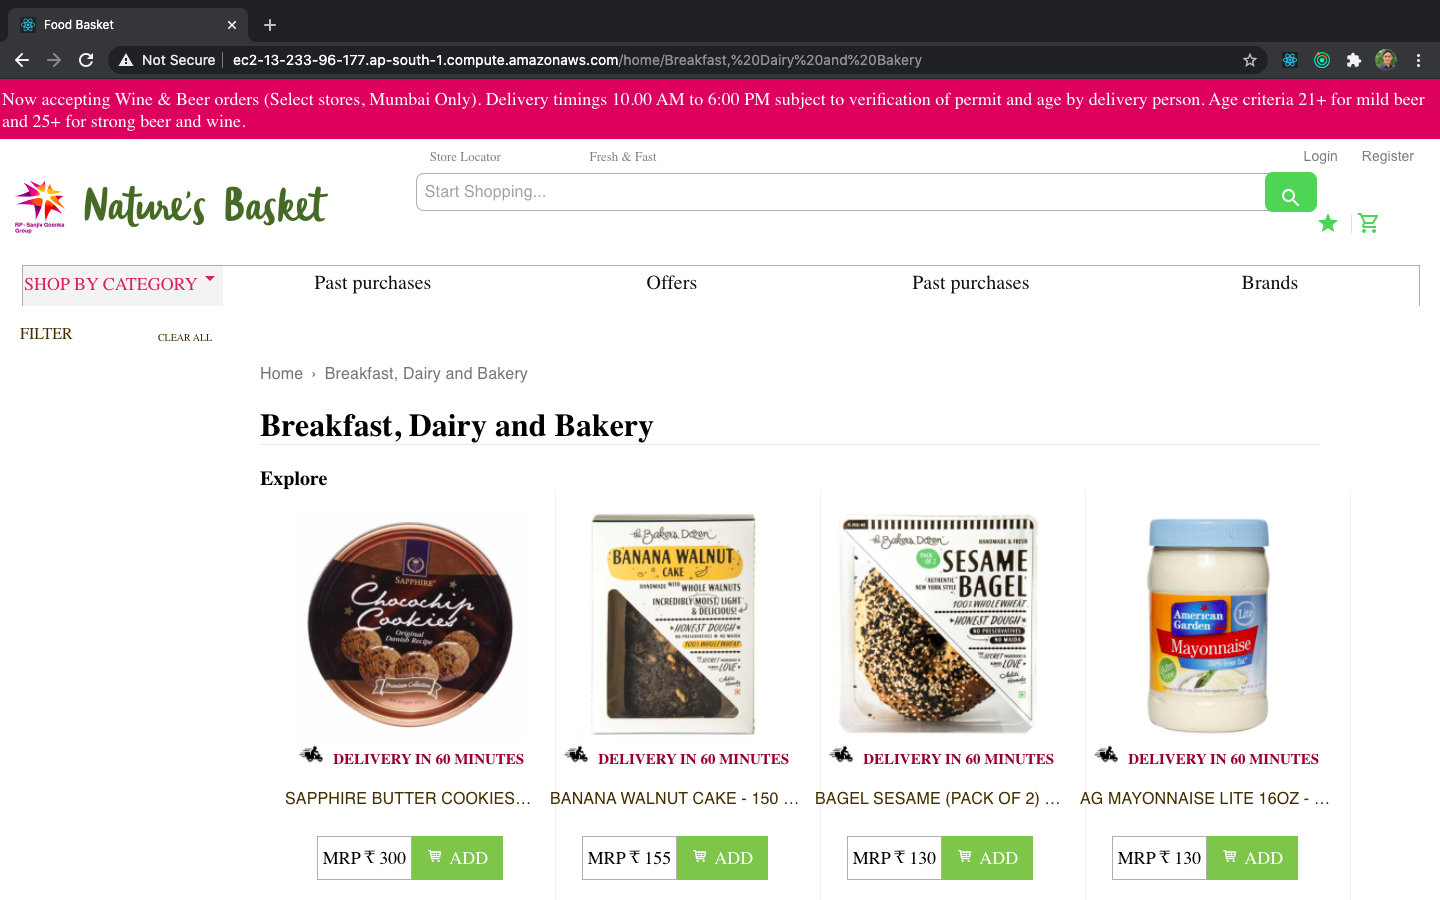 Food Basket
Not Secure
ec2-13-233-96-177.ap-south-1.compute.amazonaws.com/home/Breakfast,%20Dairy%20and%20Bakery
Now accepting Wine & Beer orders (Select stores, Mumbai Only). Delivery timings 10.00 AM to 6:00 PM subject to verification of permit and age by delivery person. Age criteria 21+ for mild beer
and 25+ for strong beer and wine.
Store Locator
Fresh & Fast
Login
Register
RP-Sanjiv Goenka
Group
Nature's Basket
Start Shopping...
SHOP BY CATEGORY
Past purchases
Offers
Past purchases
Brands
FILTER
CLEAR ALL
Home › Breakfast, Dairy and Bakery
Breakfast, Dairy and Bakery
Explore
SAPPHIRE
Chocochip
Cookies
Original
Danish Recipe
Premium Collection
the Baker's Dozen
BANANA WALNUT
CAKE
HANDMADE WITH WHOLE WALNUTS
INCREDIBLY MOIST, LIGHT
& DELICIOUS!
HONEST DOUGH
NO PRESERVATIVES NO MAIDA
100% WHOLEWHEAT
THE SECRET INGREDIENT IS
ALWAYS LOVE
the Baker's Dozen
HANDMADE & FRESH
PACK
OF 2
SESAME
BAGEL
AUTHENTIC
NEW YORK STYLE
100% WHOLEWHEAT
HONEST DOUGH
NO PRESERVATIVES
NO MAIDA
THE SECRET INGREDIENT IS
ALWAYS LOVE
American
Garden
Lite
Mayonnaise
Gluten
Free
DELIVERY IN 60 MINUTES
DELIVERY IN 60 MINUTES
DELIVERY IN 60 MINUTES
DELIVERY IN 60 MINUTES
SAPPHIRE BUTTER COOKIES...
BANANA WALNUT CAKE - 150 ...
BAGEL SESAME (PACK OF 2) ...
AG MAYONNAISE LITE 16OZ - ...
MRP ₹ 300
ADD
MRP ₹ 155
ADD
MRP ₹ 130
ADD
MRP ₹ 130
ADD